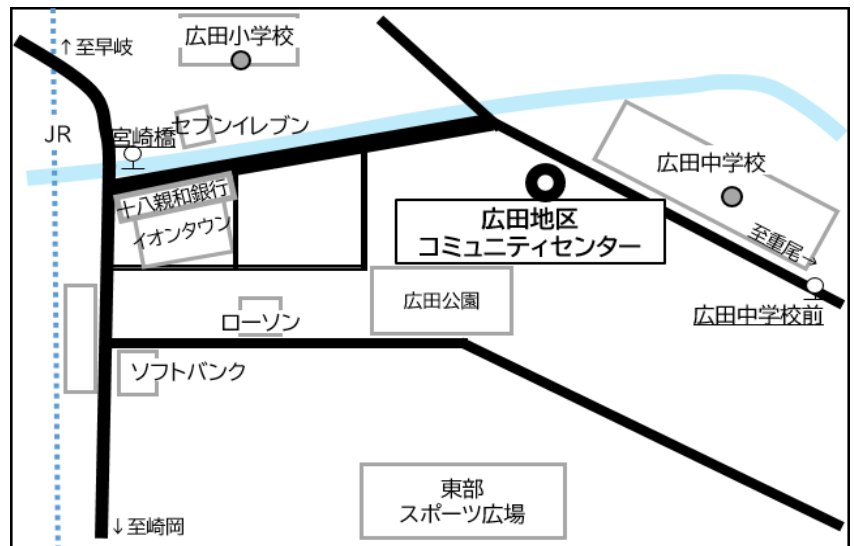 広田小学校
↑至早岐
セブンイレブン
JR
宮崎橋
広田中学校
十八親和銀行
イオンタウン
広田地区
コミュニティセンター
至重尾→
広田公園
広田中学校前
ローソン
ソフトバンク
東部
スポーツ広場
↓至崎岡